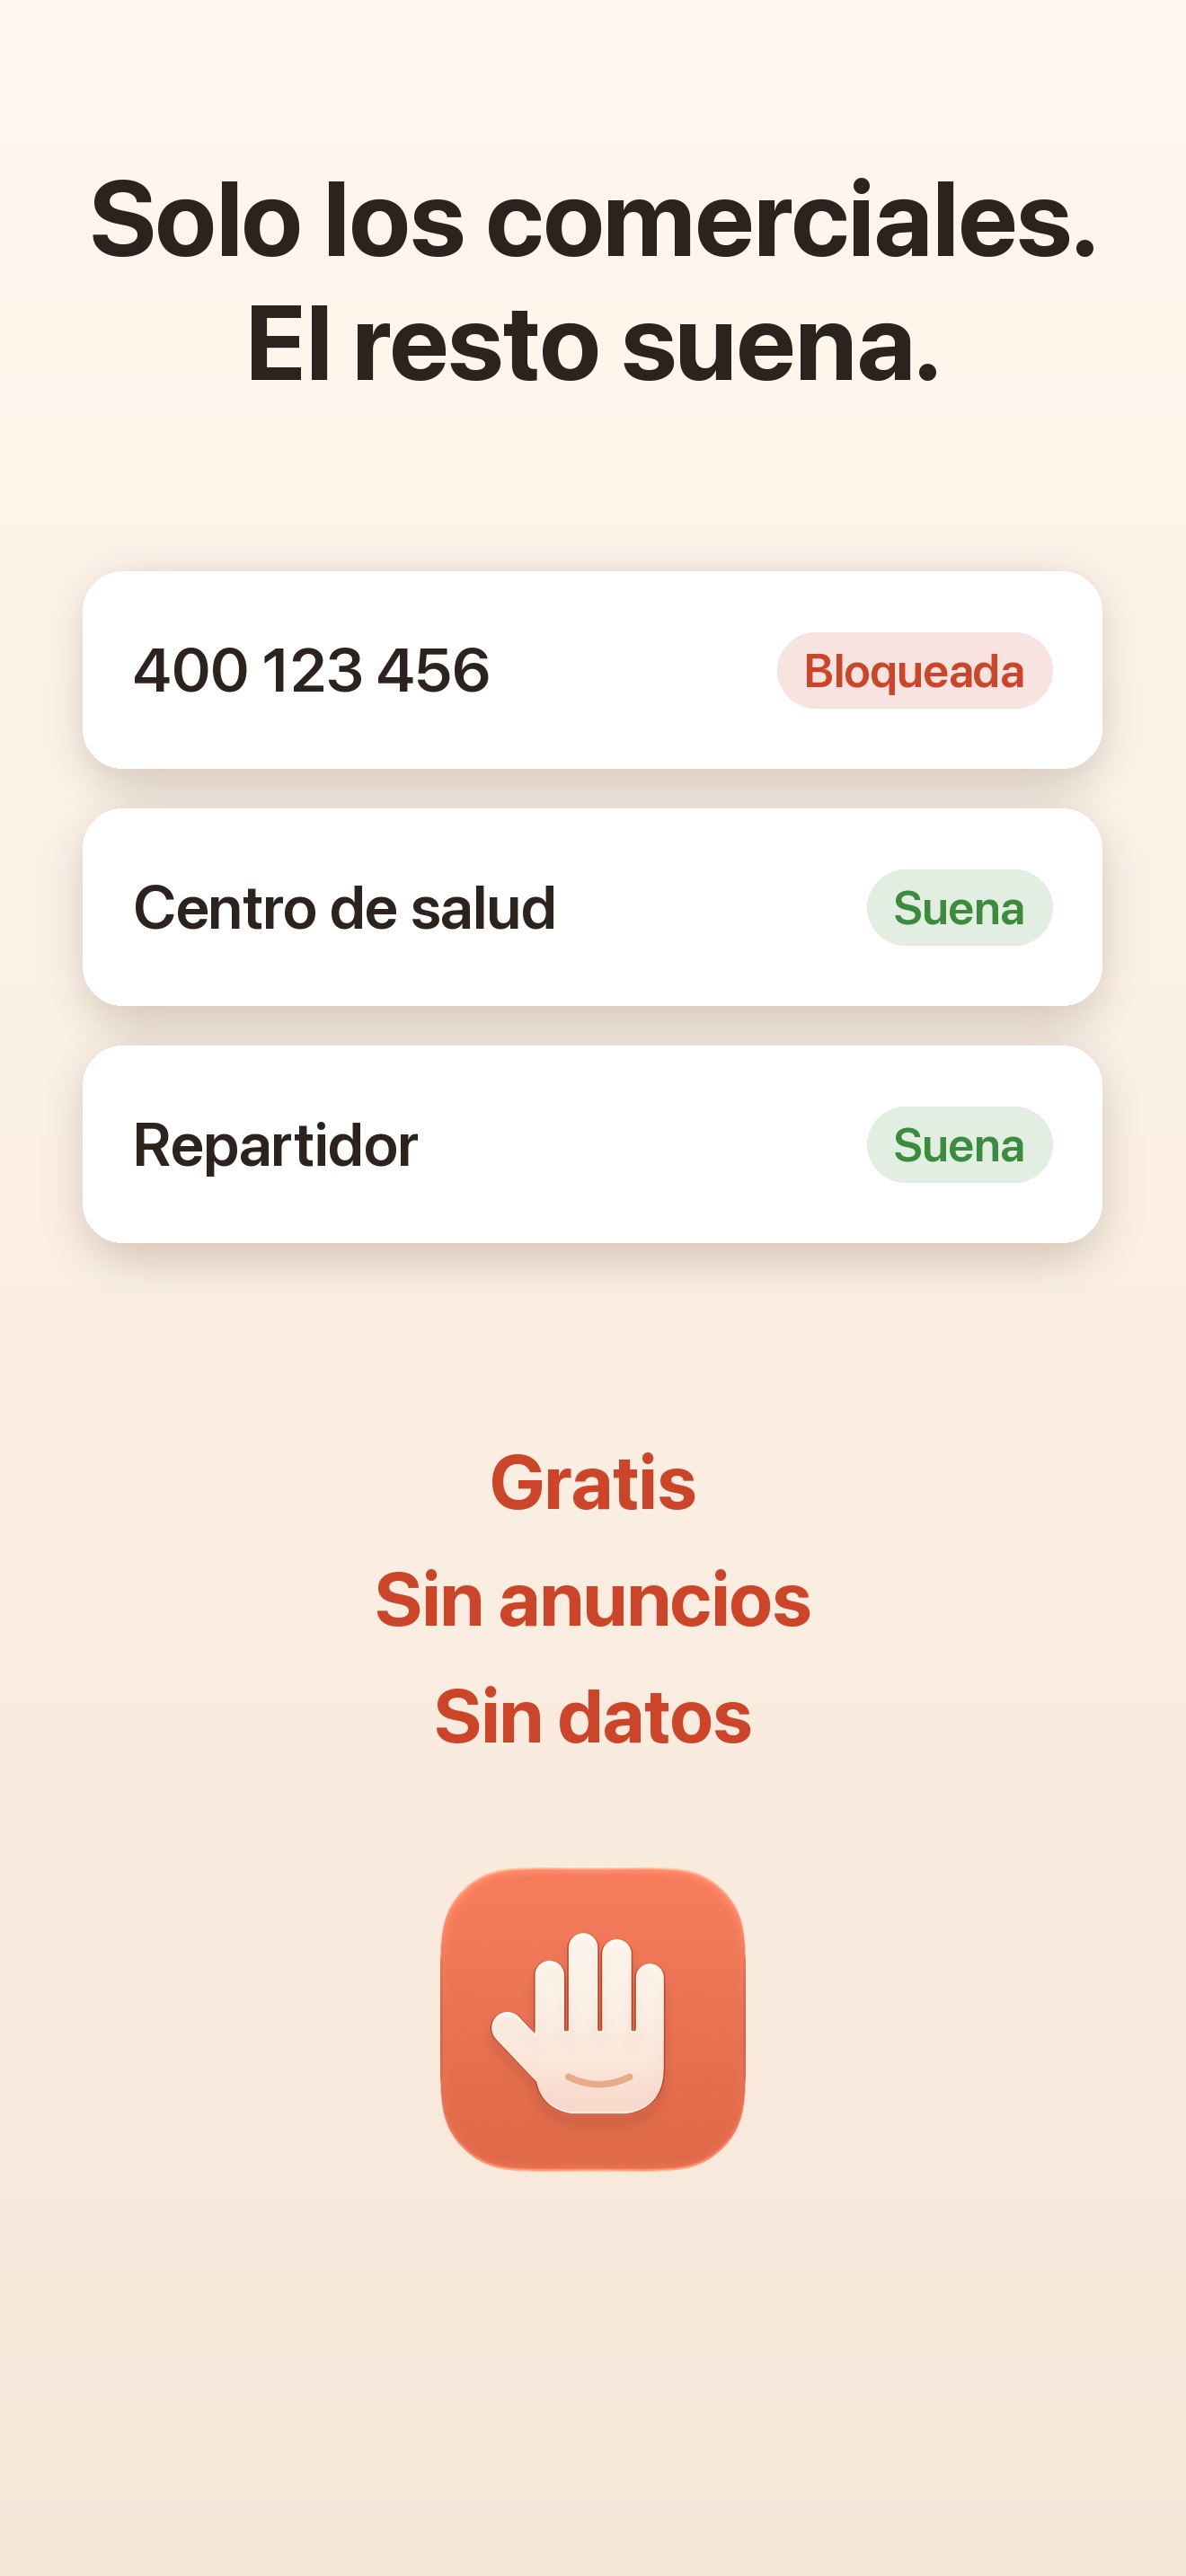 Solo los comerciales.
El resto suena.
400 123 456
Bloqueada
Centro de salud
Suena
Repartidor
Suena
Gratis
Sin anuncios
Sin datos